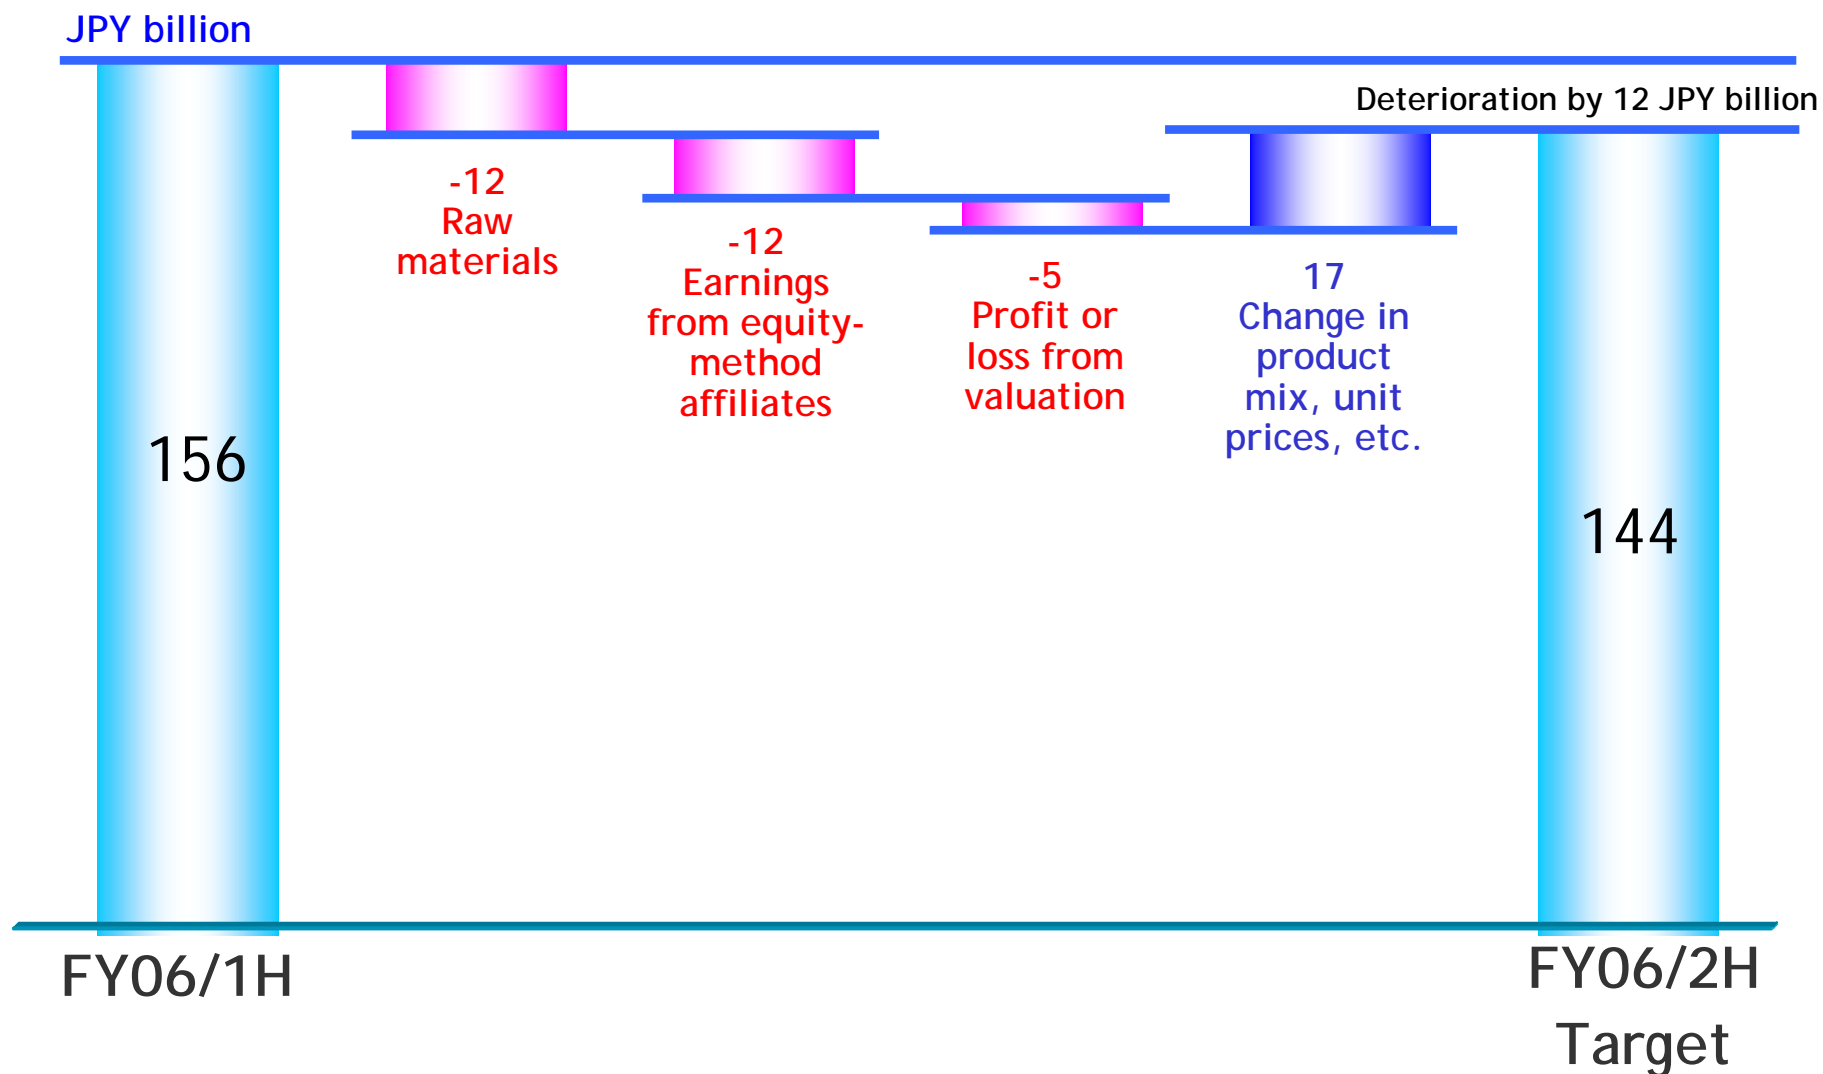 JPY billion
Deterioration by 12 JPY billion
-12
Raw
materials
-12
Earnings
from equity-
method
affiliates
-5
Profit or
loss from
valuation
17
Change in
product
mix, unit
prices, etc.
156
144
FY06/1H
FY06/2H
Target